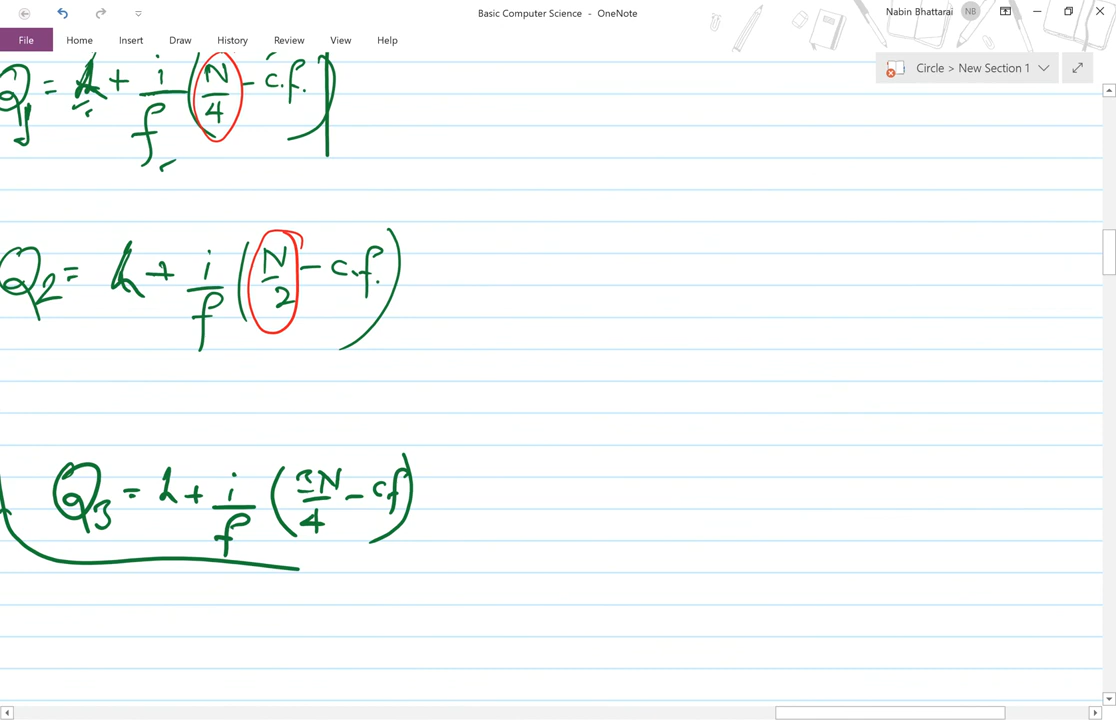 Basic Computer Science - OneNote
Nabin Bhattarai NB
File Home Insert Draw History Review View Help
Circle > New Section 1
Q1 = l + i/f (N/4 - c.f.)
Q2 = l + i/f (N/2 - c.f.)
Q3 = l + i/f (3N/4 - cf)